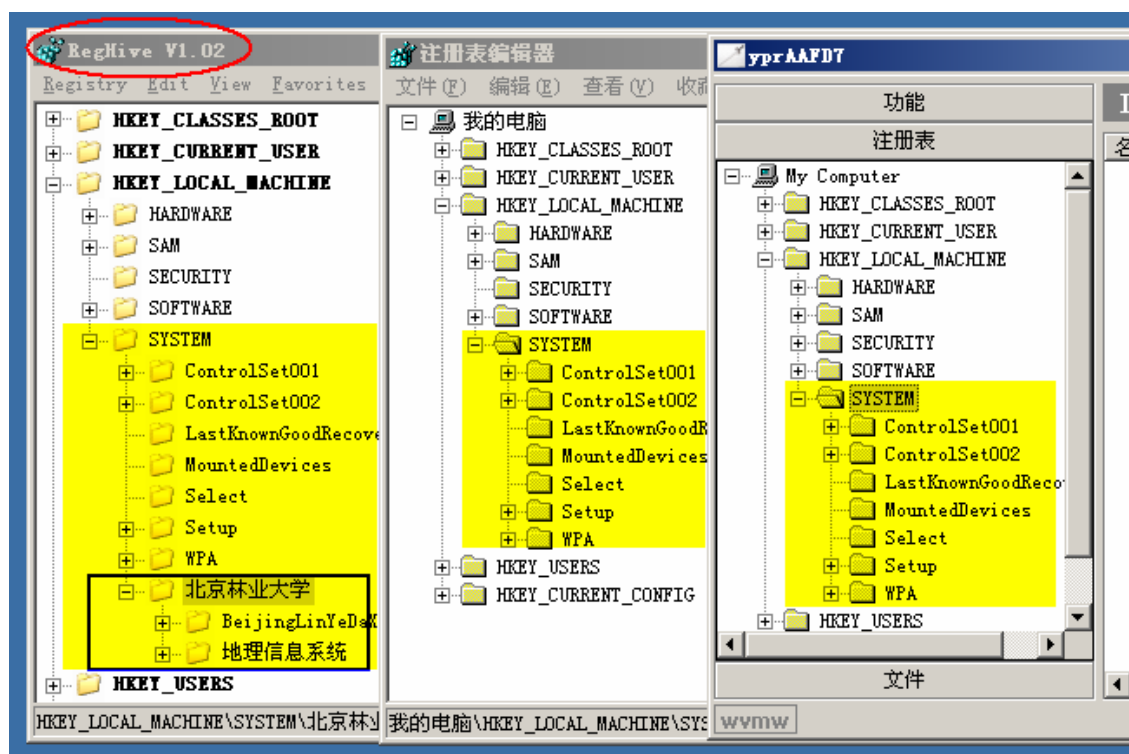 RegHive V1.02
Registry Edit View Favorites
HKEY_CLASSES_ROOT
HKEY_CURRENT_USER
HKEY_LOCAL_MACHINE
HARDWARE
SAM
SECURITY
SOFTWARE
SYSTEM
ControlSet001
ControlSet002
LastKnownGoodRecove
MountedDevices
Select
Setup
WPA
北京林业大学
BeijingLinYeDaX
地理信息系统
HKEY_USERS
HKEY_LOCAL_MACHINE\SYSTEM\北京林业
注册表编辑器
文件(F) 编辑(E) 查看(V) 收藏
我的电脑
HKEY_CLASSES_ROOT
HKEY_CURRENT_USER
HKEY_LOCAL_MACHINE
HARDWARE
SAM
SECURITY
SOFTWARE
SYSTEM
ControlSet001
ControlSet002
LastKnownGoodR
MountedDevices
Select
Setup
WPA
HKEY_USERS
HKEY_CURRENT_CONFIG
我的电脑\HKEY_LOCAL_MACHINE\SYS
yprAAFD7
功能
注册表
My Computer
HKEY_CLASSES_ROOT
HKEY_CURRENT_USER
HKEY_LOCAL_MACHINE
HARDWARE
SAM
SECURITY
SOFTWARE
SYSTEM
ControlSet001
ControlSet002
LastKnownGoodReco
MountedDevices
Select
Setup
WPA
HKEY_USERS
文件
wvmw